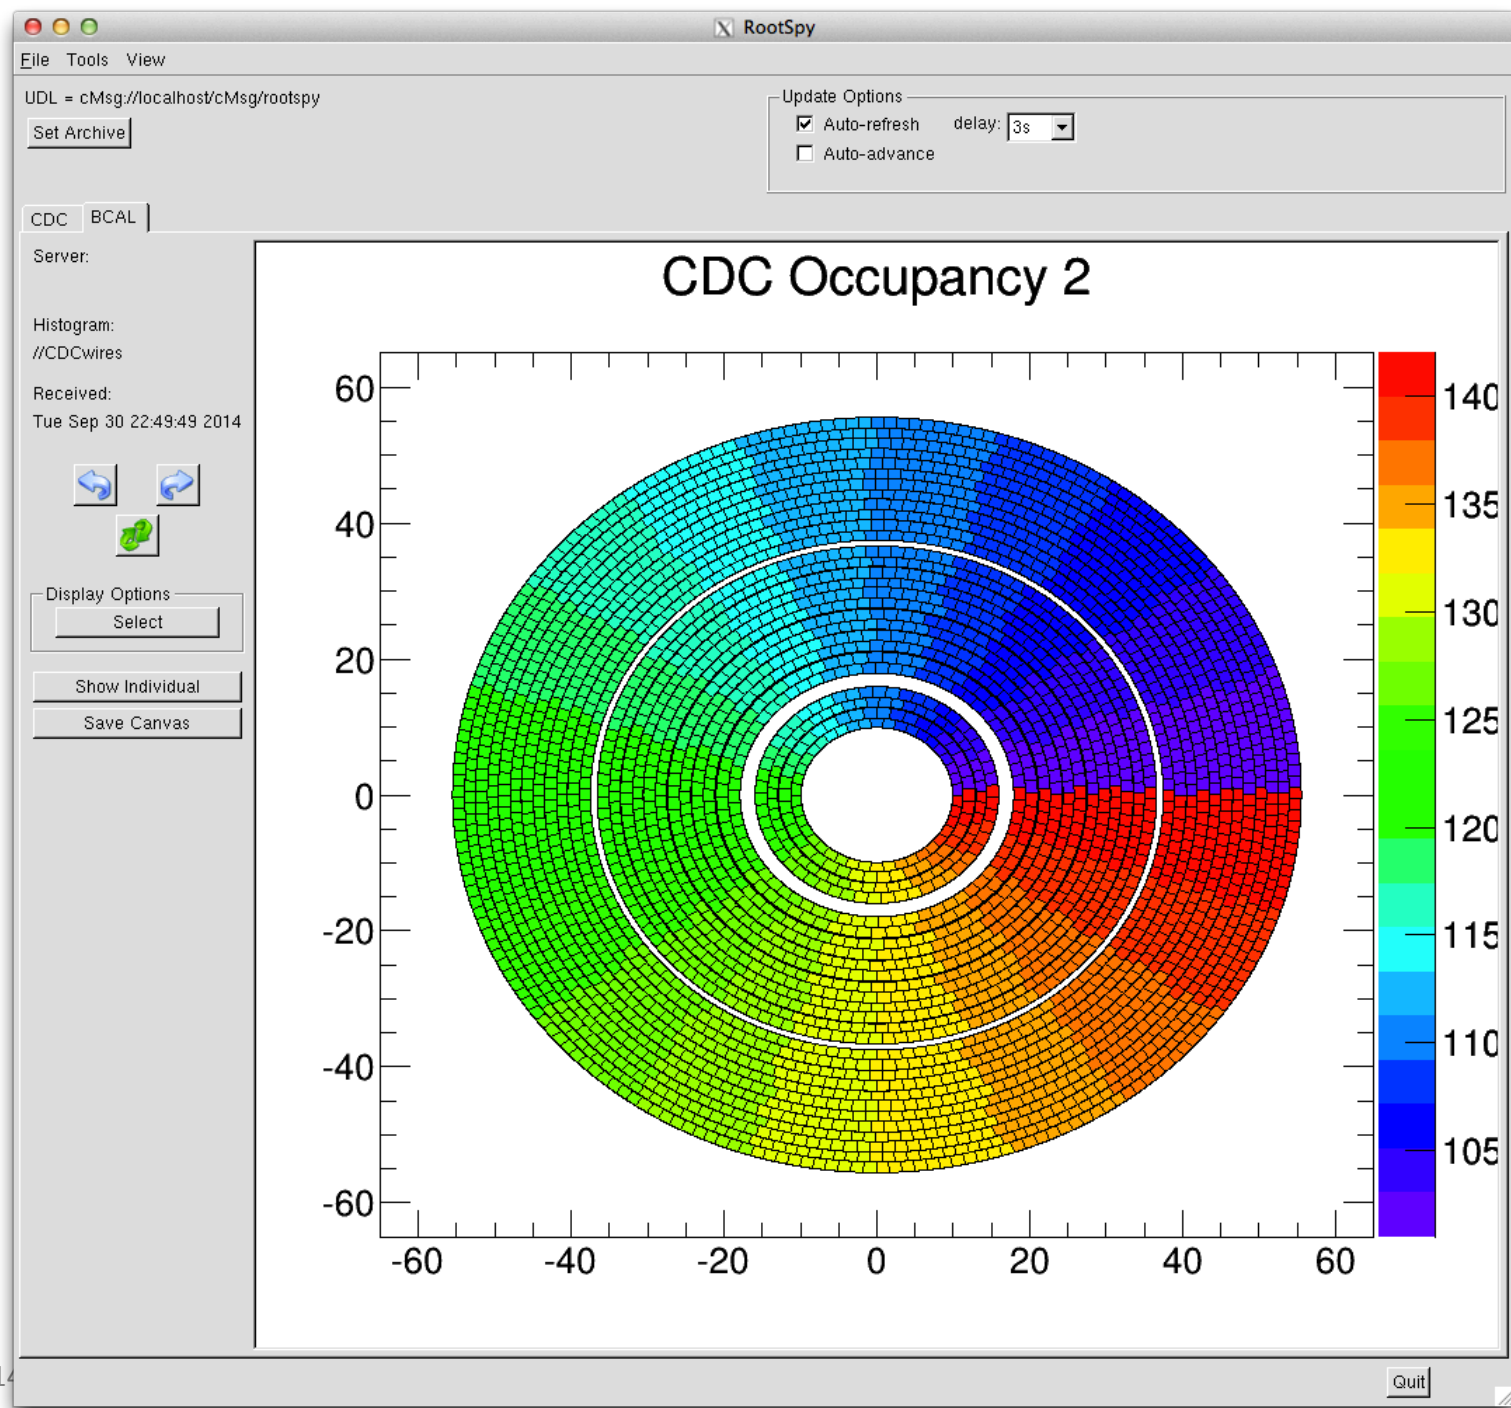 RootSpy
File Tools View
UDL = cMsg://localhost/cMsg/rootspy
Set Archive
Update Options
Auto-refresh delay: 3s
Auto-advance
CDC BCAL
Server:
Histogram:
//CDCwires
Received:
Tue Sep 30 22:49:49 2014
Display Options
Select
Show Individual
Save Canvas
CDC Occupancy 2
60
40
20
0
-20
-40
-60
-60 -40 -20 0 20 40 60
140
135
130
125
120
115
110
105
Quit